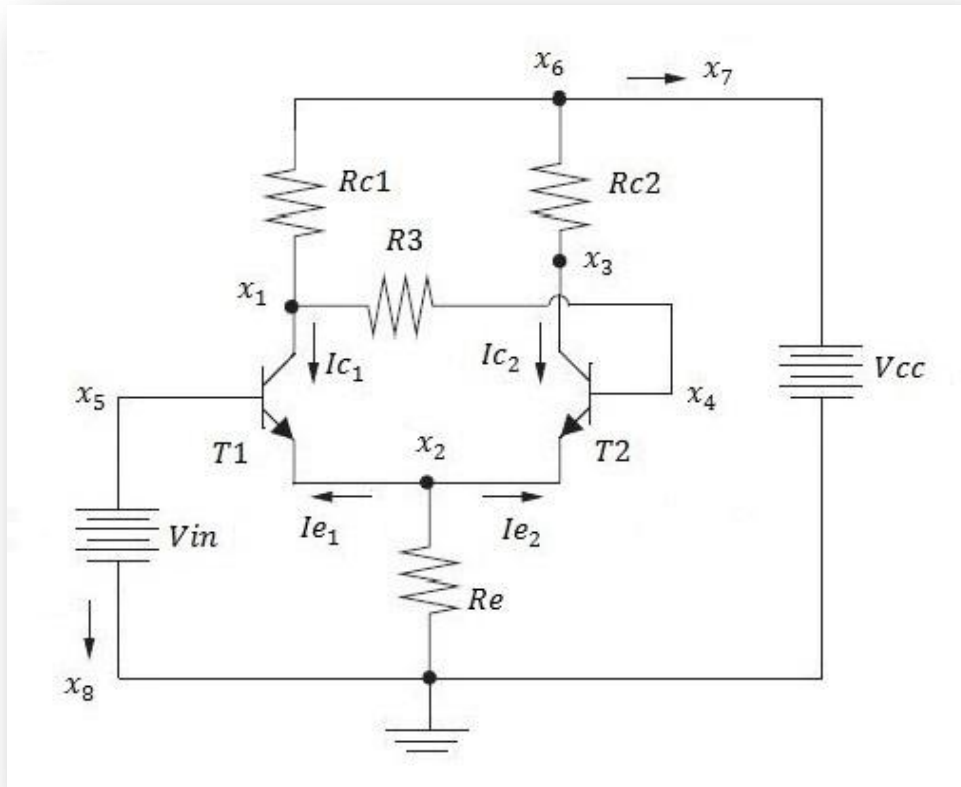 x₆
x₇
Rc1
Rc2
R3
x₃
x₁
Ic₁
Ic₂
Vcc
x₅
x₄
T1
x₂
T2
Vin
Ie₁
Ie₂
Re
x₈